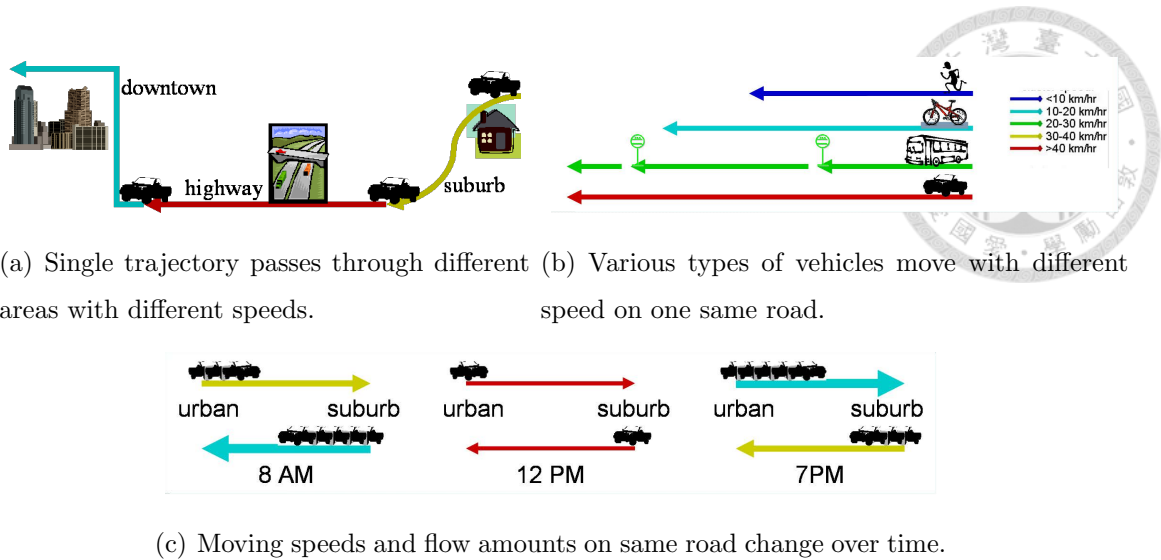 downtown
highway
suburb
<10 km/hr
10-20 km/hr
20-30 km/hr
30-40 km/hr
>40 km/hr
(a) Single trajectory passes through different
areas with different speeds.
(b) Various types of vehicles move with different
speed on one same road.
urban suburb
8 AM
urban suburb
12 PM
urban suburb
7PM
(c) Moving speeds and flow amounts on same road change over time.
灣臺
國